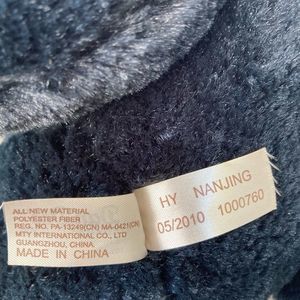 ALL NEW MATERIAL
POLYESTER FIBER
REG. NO. PA-13249(CN) MA-0421(CN)
MTY INTERNATIONAL CO., LTD
GUANGZHOU, CHINA
MADE IN CHINA
HY NANJING
05/2010 1000760